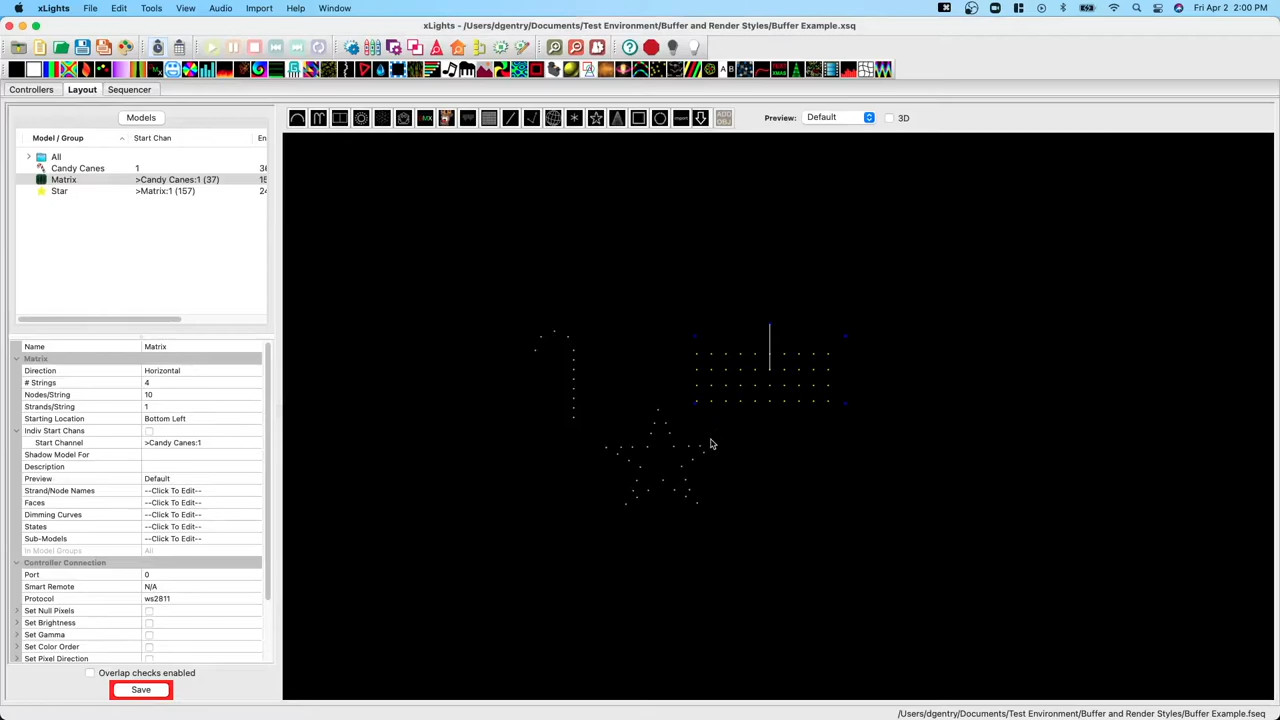 xLights File Edit Tools View Audio Import Help Window Fri Apr 2 2:00 PM
xLights - /Users/dgentry/Documents/Test Environment/Buffer and Render Styles/Buffer Example.xsq
Controllers Layout Sequencer
Models
Preview: Default 3D
Model / Group Start Chan En
All
Candy Canes 1 36
Matrix >Candy Canes:1 (37) 15
Star >Matrix:1 (157) 24
Name Matrix
Matrix
Direction Horizontal
# Strings 4
Nodes/String 10
Strands/String 1
Starting Location Bottom Left
Indiv Start Chans
Start Channel >Candy Canes:1
Shadow Model For
Description
Preview Default
Strand/Node Names --Click To Edit--
Faces --Click To Edit--
Dimming Curves --Click To Edit--
States --Click To Edit--
Sub-Models --Click To Edit--
In Model Groups All
Controller Connection
Port 0
Smart Remote N/A
Protocol ws2811
Set Null Pixels
Set Brightness
Set Gamma
Set Color Order
Set Pixel Direction
Overlap checks enabled
Save
/Users/dgentry/Documents/Test Environment/Buffer and Render Styles/Buffer Example.fseq